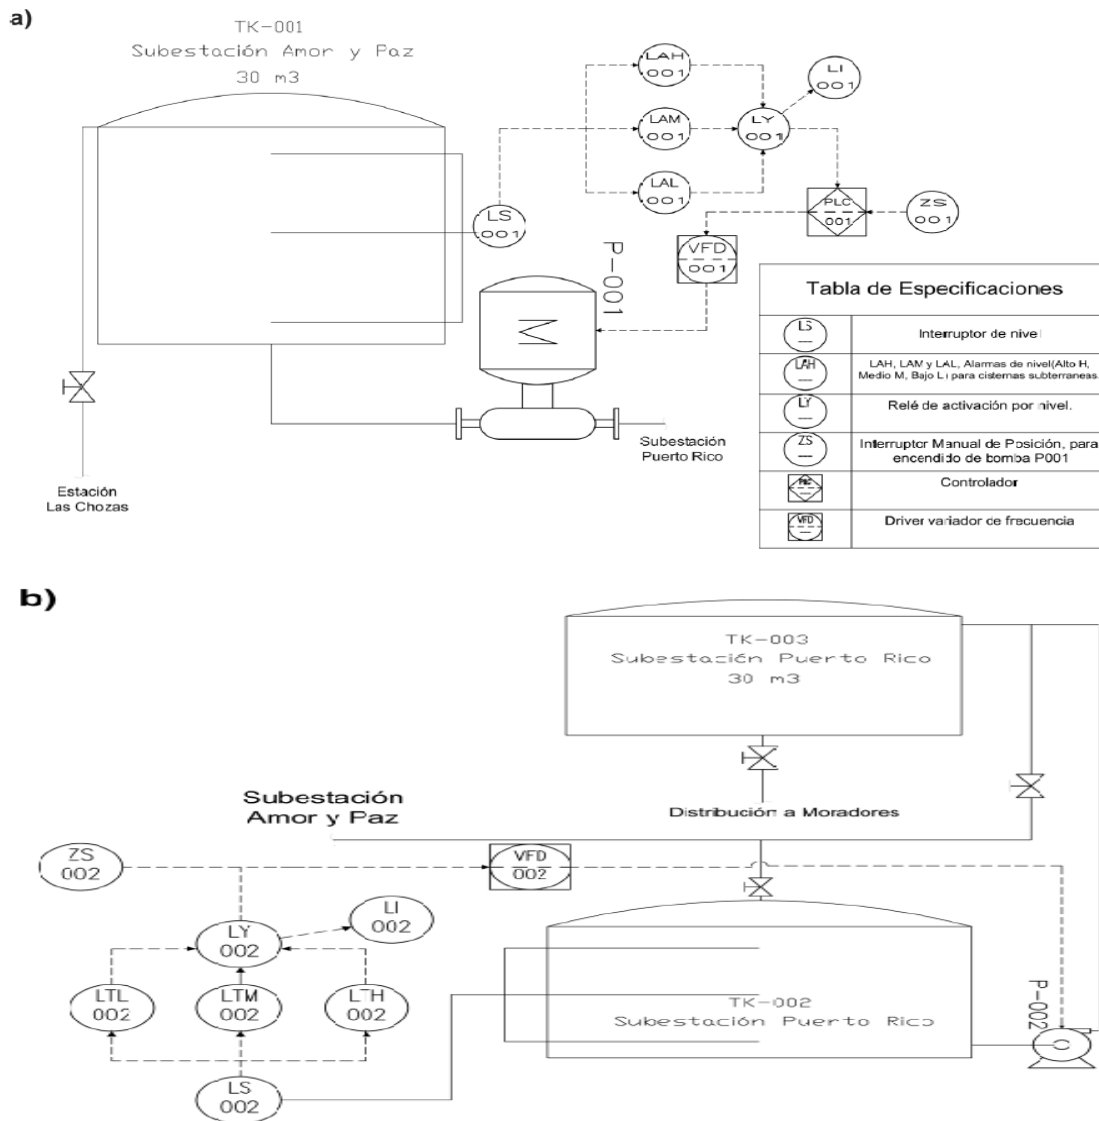 a)
TK-001
Subestación Amor y Paz
30 m3
LAH
001
LI
001
LAM
001
LY
001
LAL
001
LS
001
PLC
001
ZS
001
VFD
001
P-001
M
Subestación
Puerto Rico
Estación
Las Chozas
Tabla de Especificaciones
LS
Interruptor de nivel
LAH
LAH, LAM y LAL, Alarmas de nivel(Alto H,
Medio M, Bajo L) para cisternas subterraneas.
LY
Relé de activación por nivel.
ZS
Interruptor Manual de Posición, para
encendido de bomba P001
PLC
Controlador
VFD
Driver variador de frecuencia
b)
TK-003
Subestación Puerto Rico
30 m3
Subestación
Amor y Paz
Distribución a Moradores
ZS
002
VFD
002
LI
002
LY
002
LTL
002
LTM
002
LTH
002
TK-002
Subestación Puerto Rico
P-002
LS
002